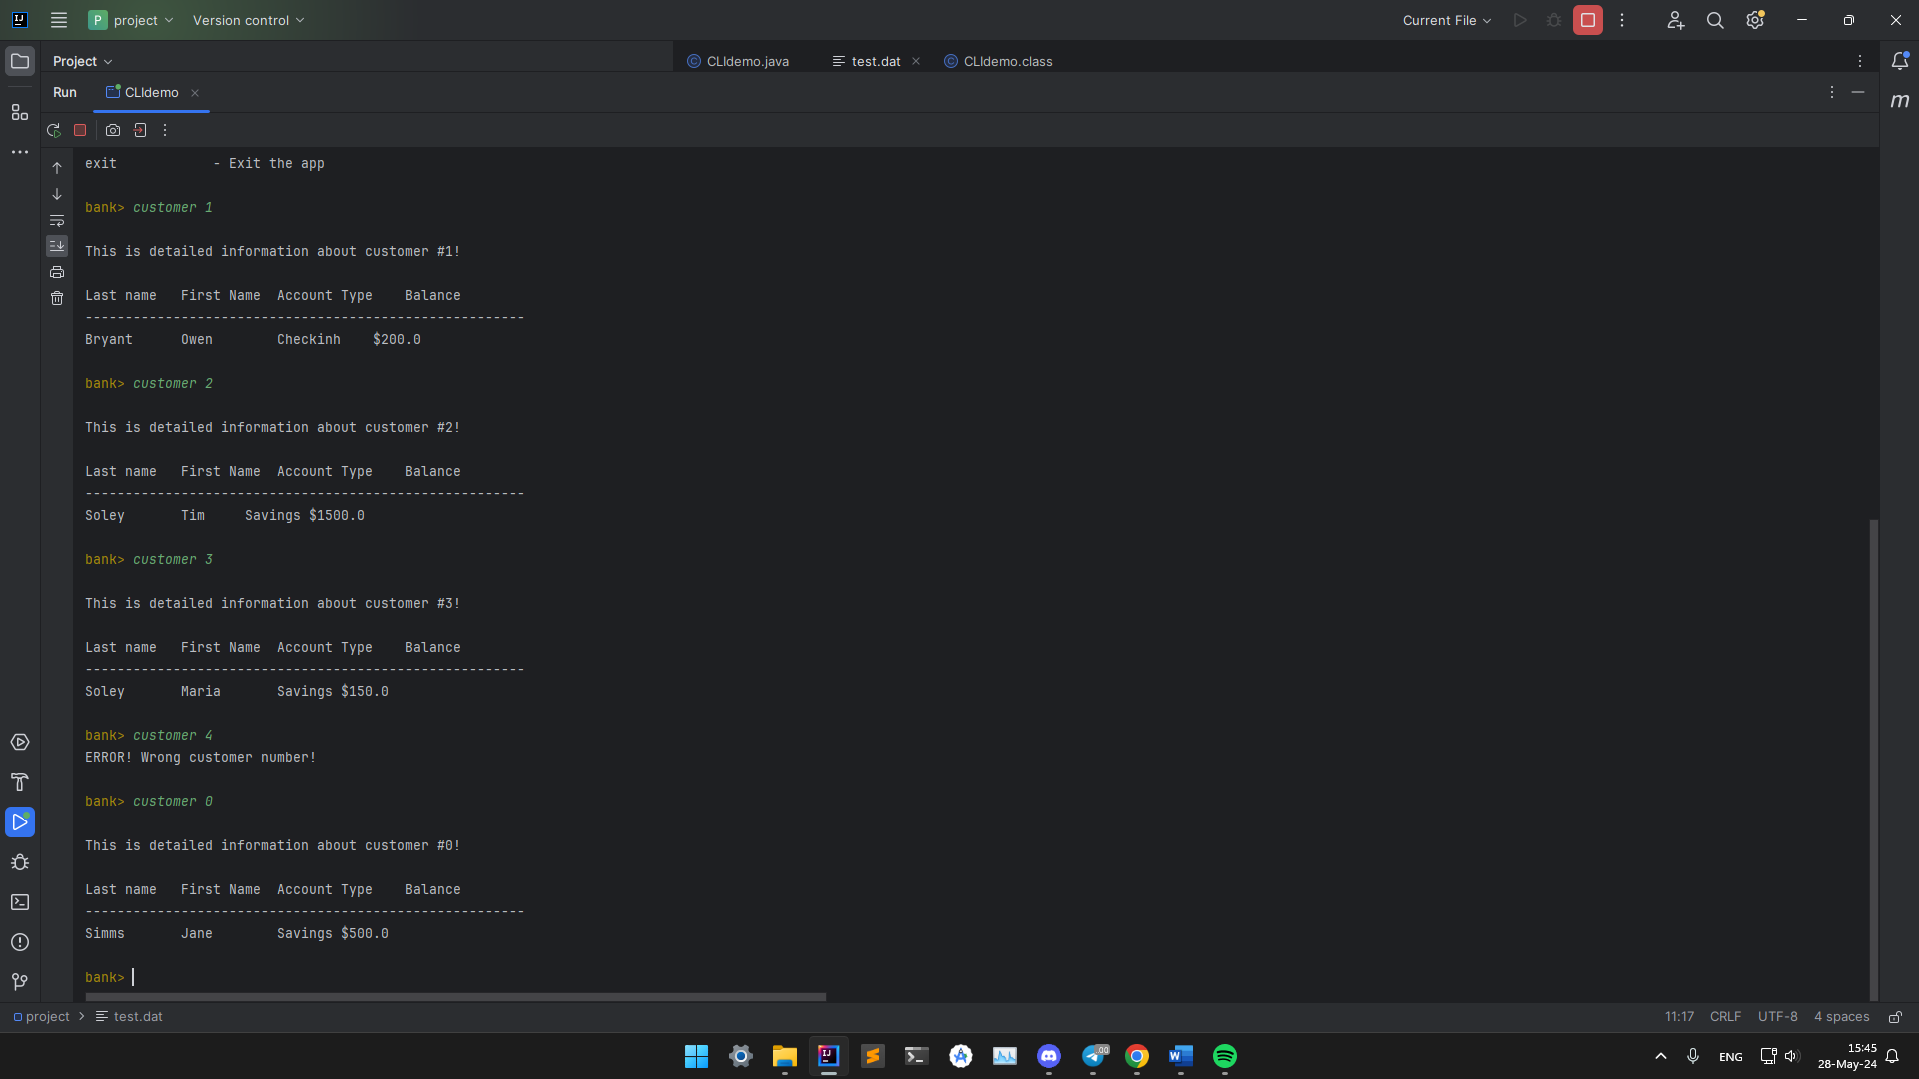 P project Version control Current File
Project CLIdemo.java test.dat CLIdemo.class
Run CLIdemo
m
exit            - Exit the app
bank> customer 1
This is detailed information about customer #1!
Last name   First Name  Account Type    Balance
-------------------------------------------------------
Bryant      Owen        Checkinh    $200.0
bank> customer 2
This is detailed information about customer #2!
Last name   First Name  Account Type    Balance
-------------------------------------------------------
Soley       Tim     Savings $1500.0
bank> customer 3
This is detailed information about customer #3!
Last name   First Name  Account Type    Balance
-------------------------------------------------------
Soley       Maria       Savings $150.0
bank> customer 4
ERROR! Wrong customer number!
bank> customer 0
This is detailed information about customer #0!
Last name   First Name  Account Type    Balance
-------------------------------------------------------
Simms       Jane        Savings $500.0
bank>
project > test.dat 11:17 CRLF UTF-8 4 spaces
ENG 15:45
28-May-24